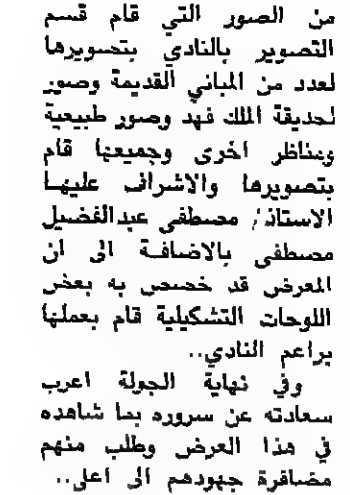 من الصور التي قام قسم
التصوير بالنادي بتصويرها
لعدد من المباني القديمة وصور
لحديقة الملك فهد وصور طبيعية
ومناظر اخرى وجميعها قام
بتصويرها والاشراف عليها
الاستاذ / مصطفى عبدالفضيل
مصطفى بالاضافة الى ان
المعرض قد خصص به بعض
اللوحات التشكيلية قام بعملها
براعم النادي..
وفي نهاية الجولة اعرب
سعادته عن سروره بما شاهده
في هذا العرض وطلب منهم
مضاقرة جهودهم الى اعلى..